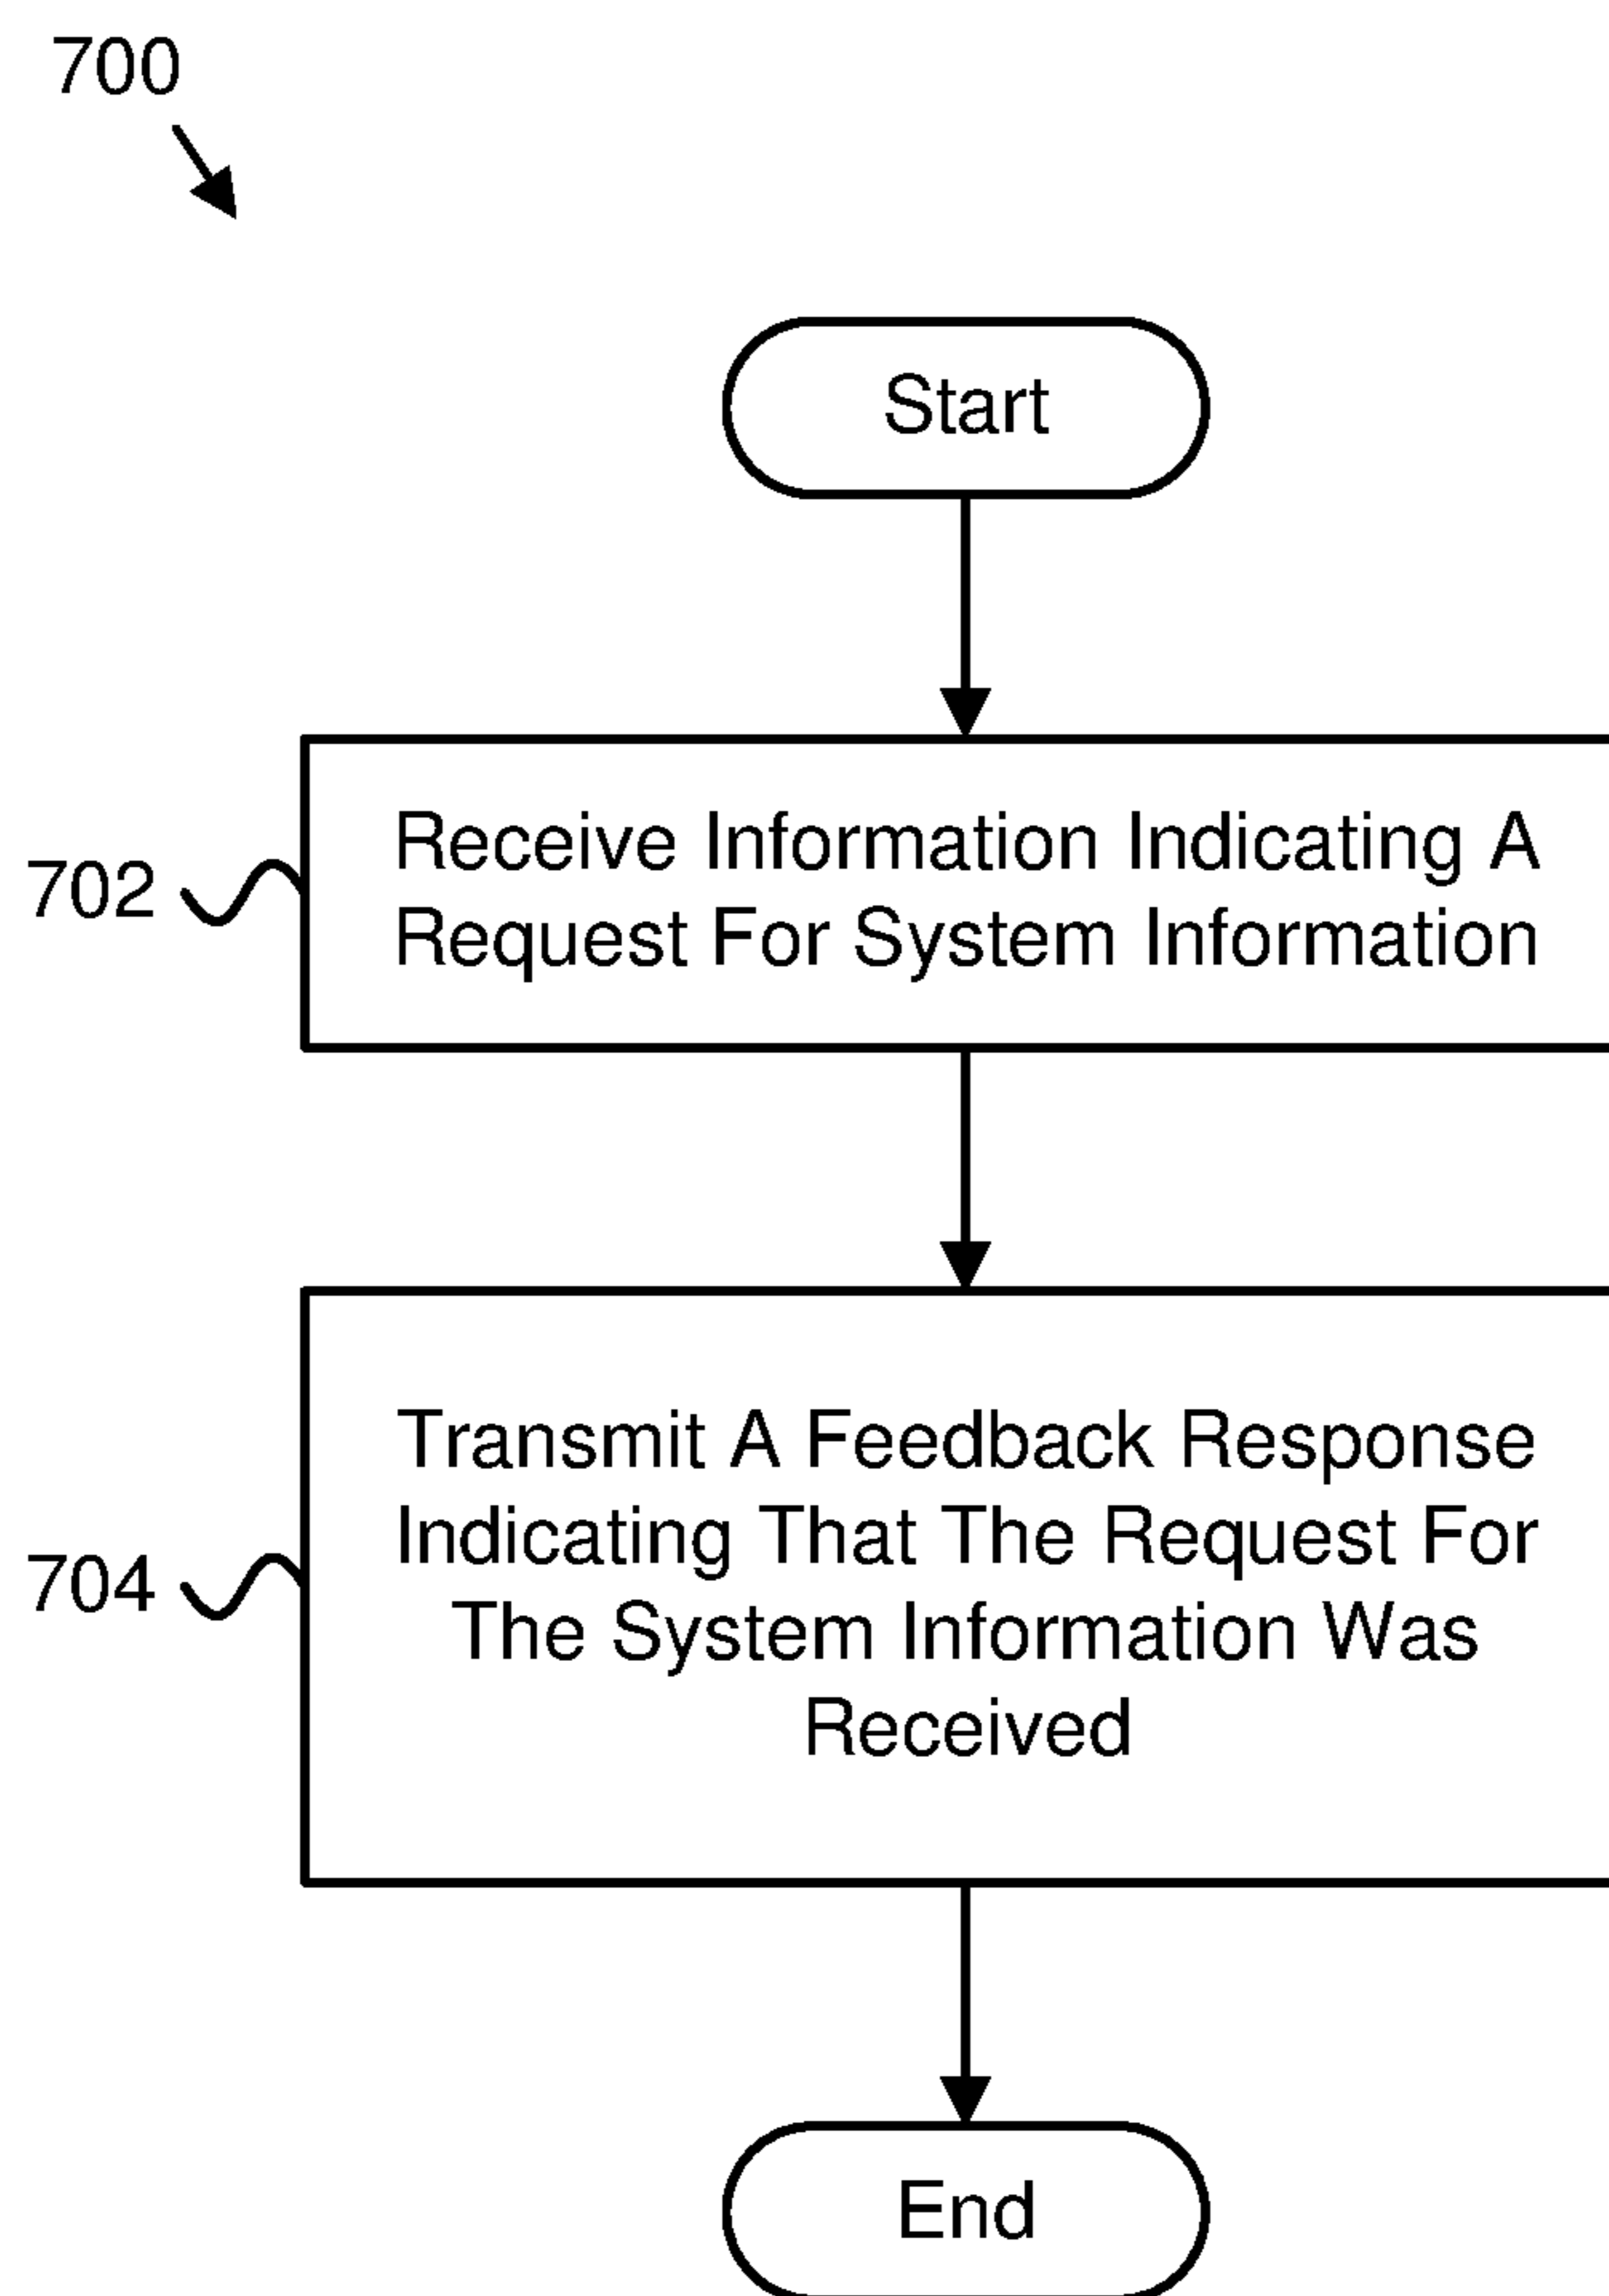 700
Start
702
Receive Information Indicating A
Request For System Information
704
Transmit A Feedback Response
Indicating That The Request For
The System Information Was
Received
End